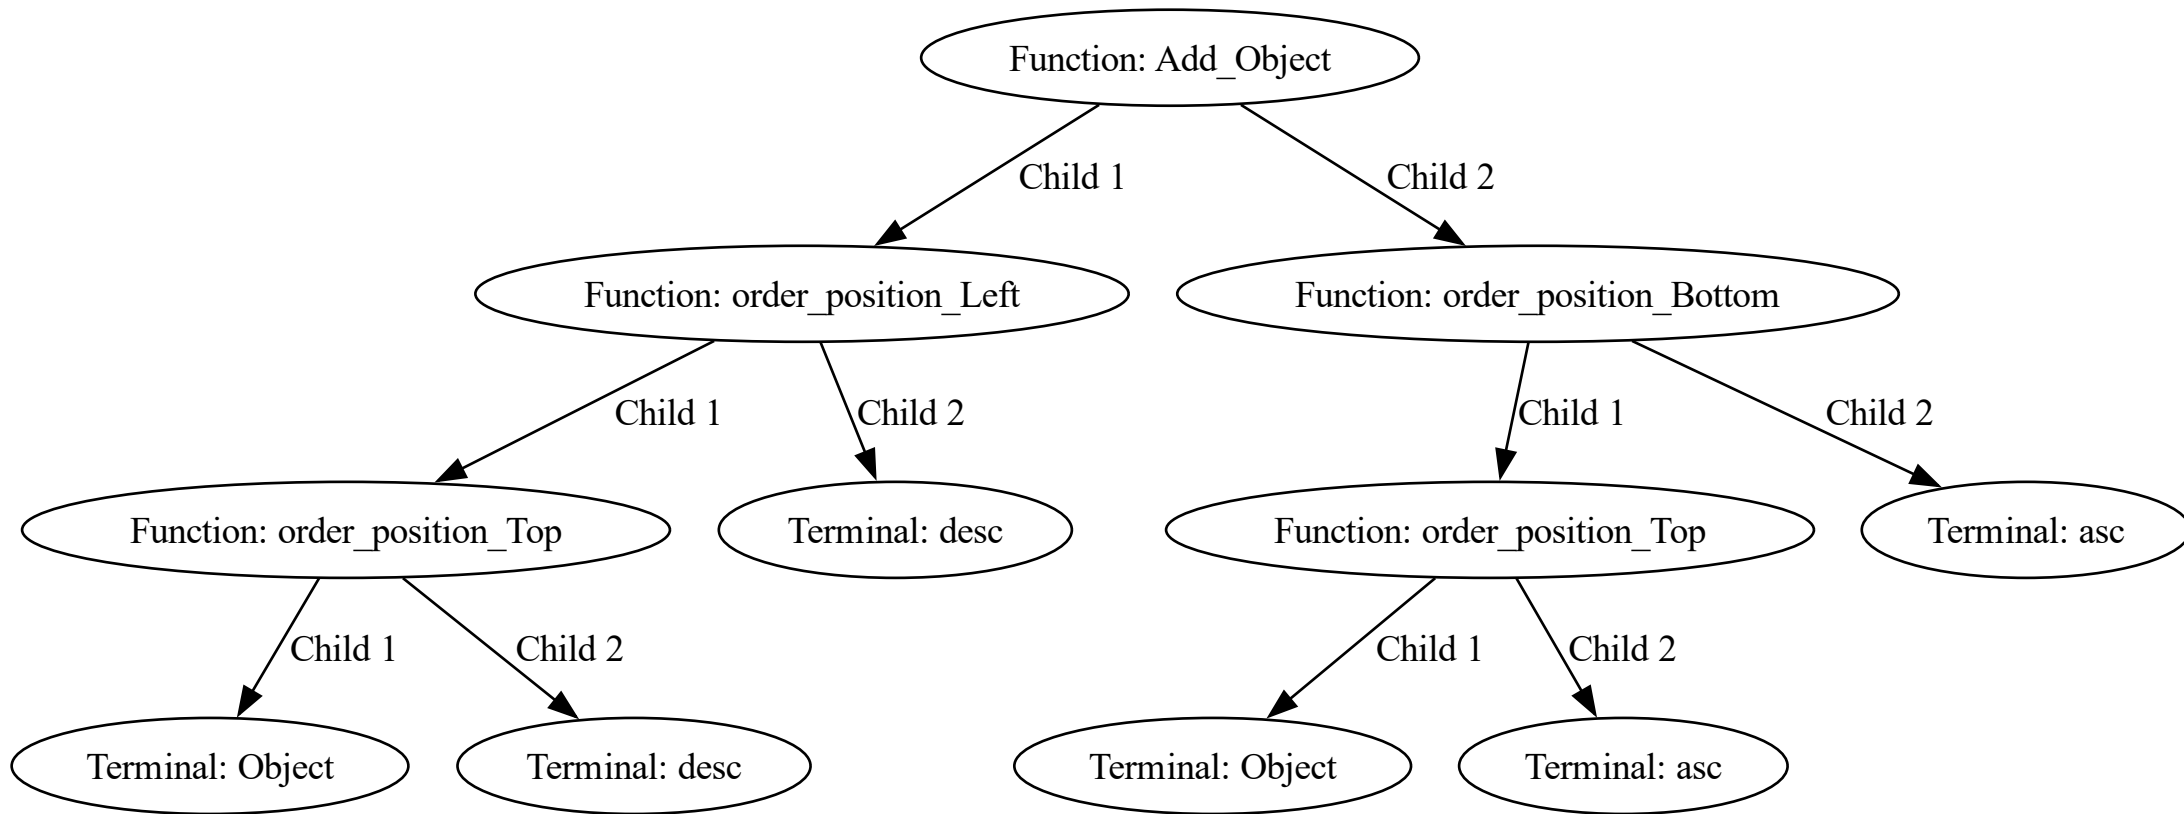 Function: Add_Object
Child 1
Child 2
Function: order_position_Left
Function: order_position_Bottom
Child 1
Child 2
Child 1
Child 2
Function: order_position_Top
Terminal: desc
Function: order_position_Top
Terminal: asc
Child 1
Child 2
Child 1
Child 2
Terminal: Object
Terminal: desc
Terminal: Object
Terminal: asc